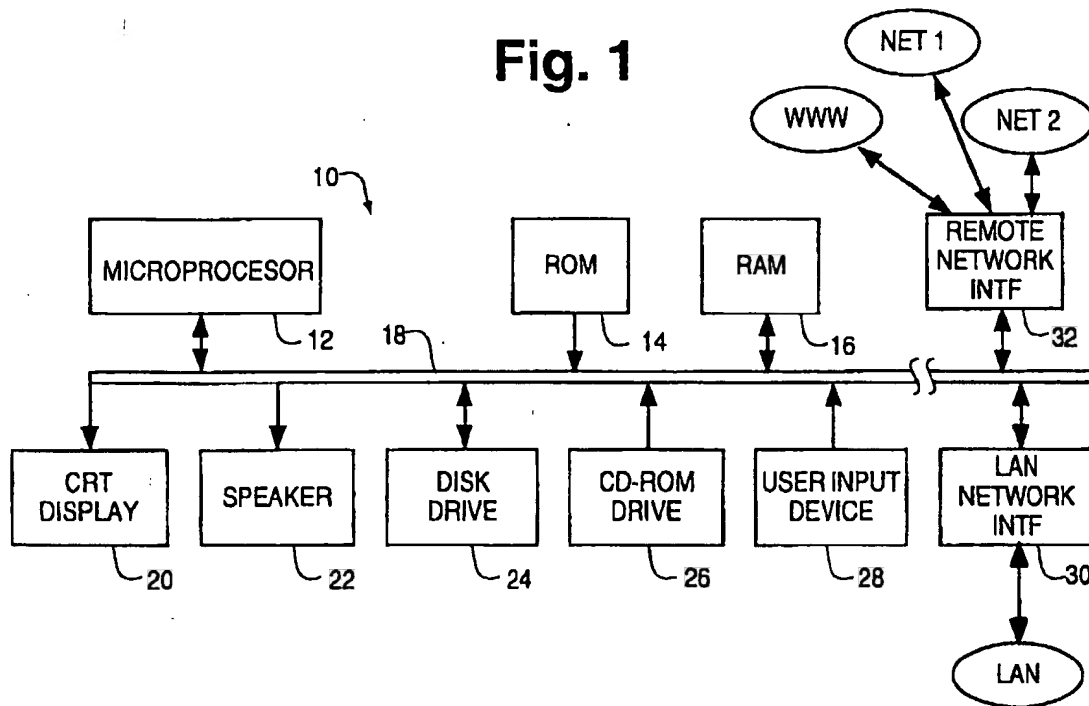 Fig. 1
NET 1
WWW
NET 2
10
MICROPROCESOR
ROM
RAM
REMOTE
NETWORK
INTF
12
18
14
16
32
CRT
DISPLAY
SPEAKER
DISK
DRIVE
CD-ROM
DRIVE
USER INPUT
DEVICE
LAN
NETWORK
INTF
20
22
24
26
28
30
LAN